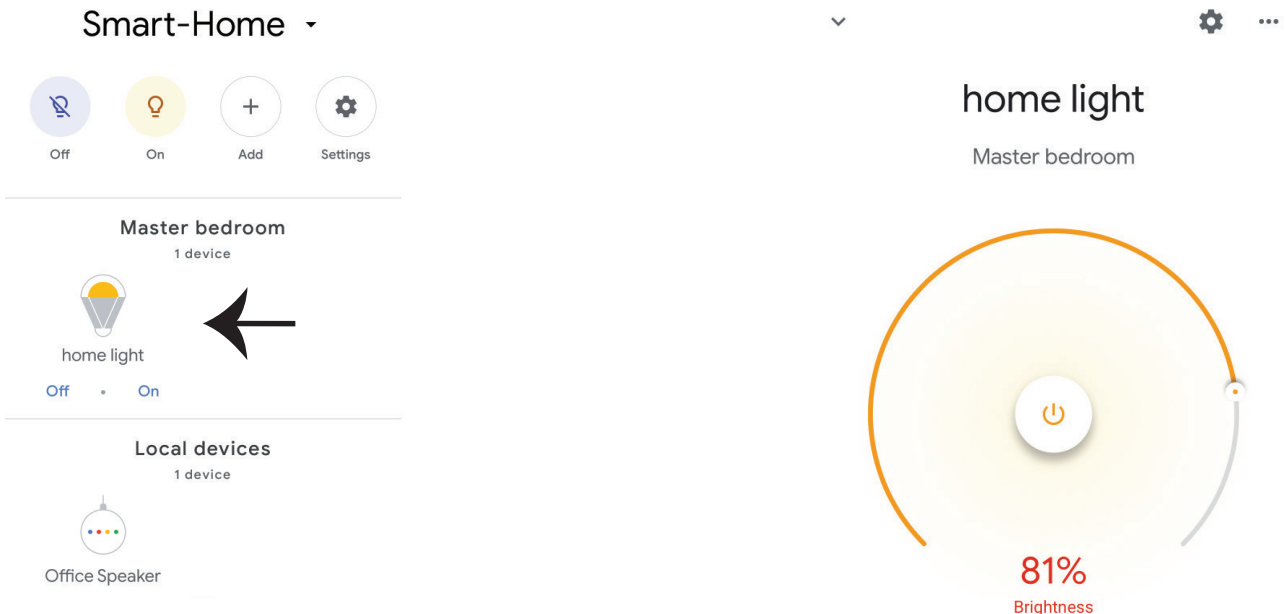 Smart-Home
Off
On
Add
Settings
Master bedroom
1 device
home light
Off • On
Local devices
1 device
Office Speaker
home light
Master bedroom
81%
Brightness